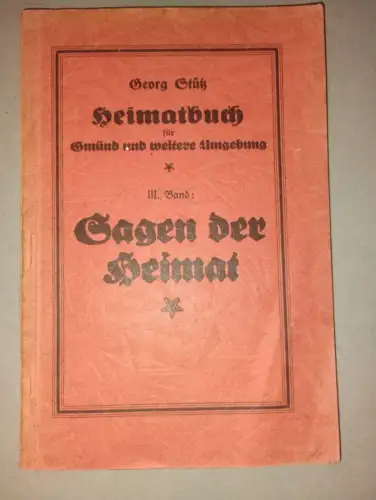 Georg Stütz
Heimatbuch
für
Gmünd und weitere Umgebung
III. Band:
Sagen der
Heimat